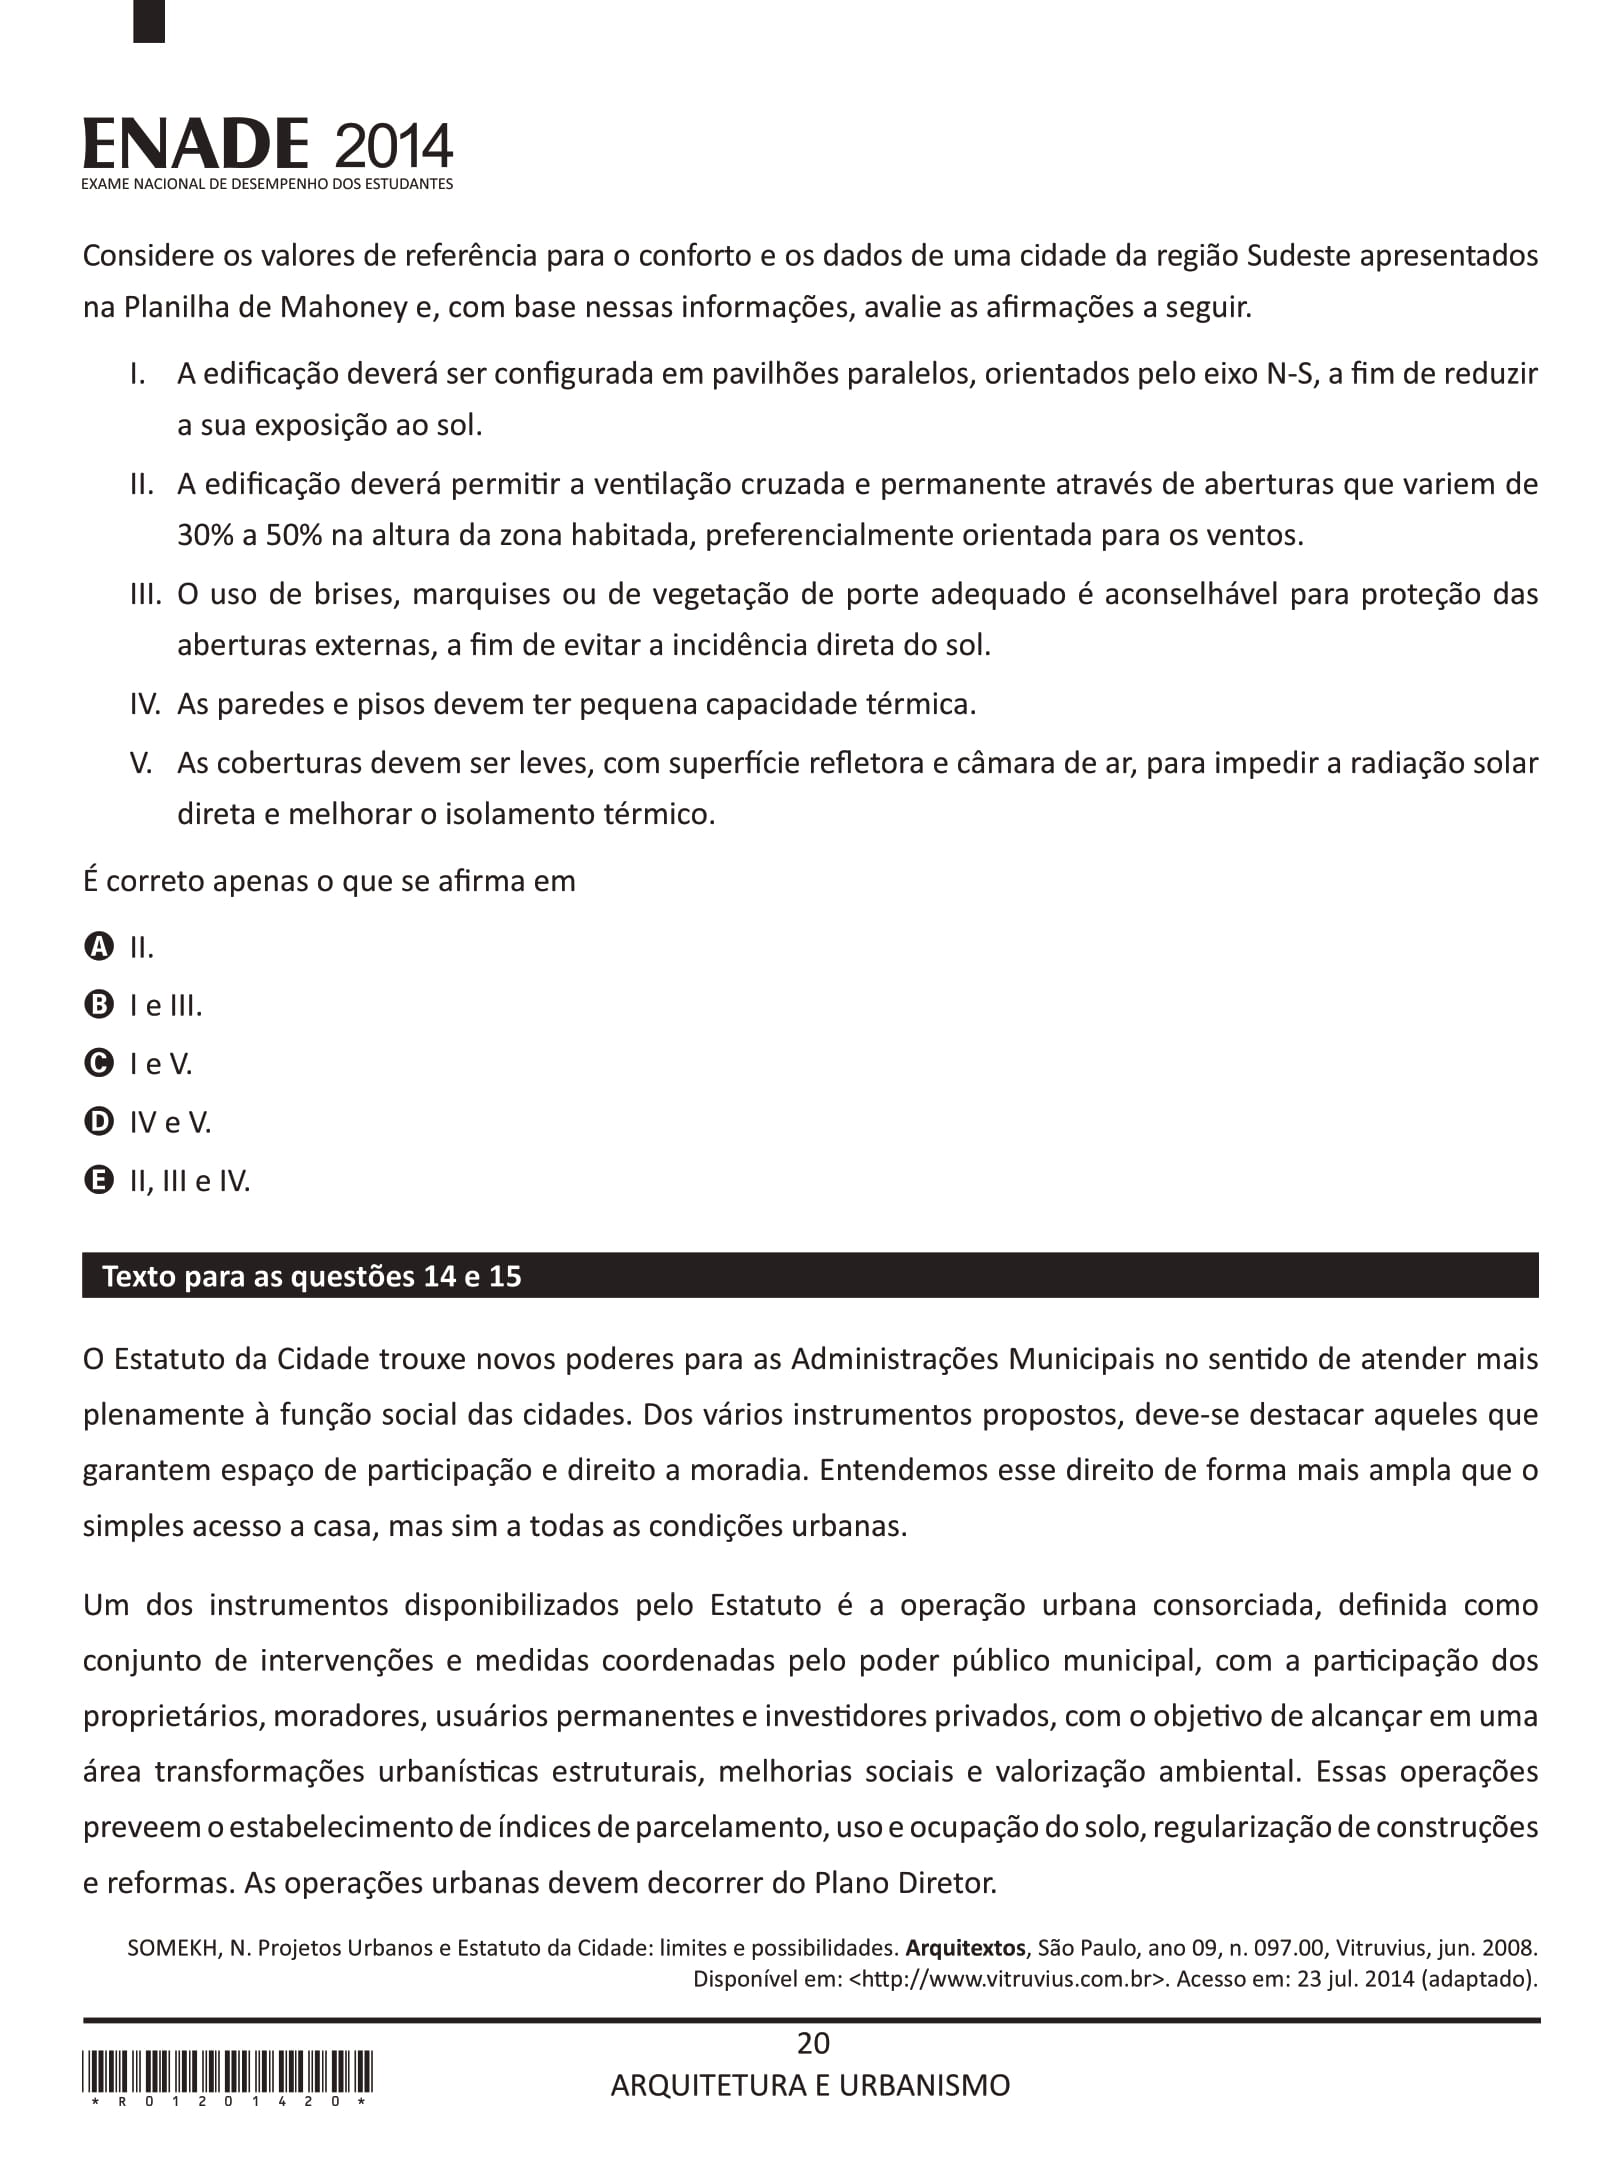 ENADE 2014
EXAME NACIONAL DE DESEMPENHO DOS ESTUDANTES
Considere os valores de referência para o conforto e os dados de uma cidade da região Sudeste apresentados
na Planilha de Mahoney e, com base nessas informações, avalie as afirmações a seguir.
I. A edificação deverá ser configurada em pavilhões paralelos, orientados pelo eixo N-S, a fim de reduzir
a sua exposição ao sol.
II. A edificação deverá permitir a ventilação cruzada e permanente através de aberturas que variem de
30% a 50% na altura da zona habitada, preferencialmente orientada para os ventos.
III. O uso de brises, marquises ou de vegetação de porte adequado é aconselhável para proteção das
aberturas externas, a fim de evitar a incidência direta do sol.
IV. As paredes e pisos devem ter pequena capacidade térmica.
V. As coberturas devem ser leves, com superfície refletora e câmara de ar, para impedir a radiação solar
direta e melhorar o isolamento térmico.
É correto apenas o que se afirma em
A II.
B I e III.
C I e V.
D IV e V.
E II, III e IV.
Texto para as questões 14 e 15
O Estatuto da Cidade trouxe novos poderes para as Administrações Municipais no sentido de atender mais
plenamente à função social das cidades. Dos vários instrumentos propostos, deve-se destacar aqueles que
garantem espaço de participação e direito a moradia. Entendemos esse direito de forma mais ampla que o
simples acesso a casa, mas sim a todas as condições urbanas.
Um dos instrumentos disponibilizados pelo Estatuto é a operação urbana consorciada, definida como
conjunto de intervenções e medidas coordenadas pelo poder público municipal, com a participação dos
proprietários, moradores, usuários permanentes e investidores privados, com o objetivo de alcançar em uma
área transformações urbanísticas estruturais, melhorias sociais e valorização ambiental. Essas operações
preveem o estabelecimento de índices de parcelamento, uso e ocupação do solo, regularização de construções
e reformas. As operações urbanas devem decorrer do Plano Diretor.
SOMEKH, N. Projetos Urbanos e Estatuto da Cidade: limites e possibilidades. Arquitextos, São Paulo, ano 09, n. 097.00, Vitruvius, jun. 2008.
Disponível em: <http://www.vitruvius.com.br>. Acesso em: 23 jul. 2014 (adaptado).
20
ARQUITETURA E URBANISMO
* R 0 1 2 0 1 4 2 0 *